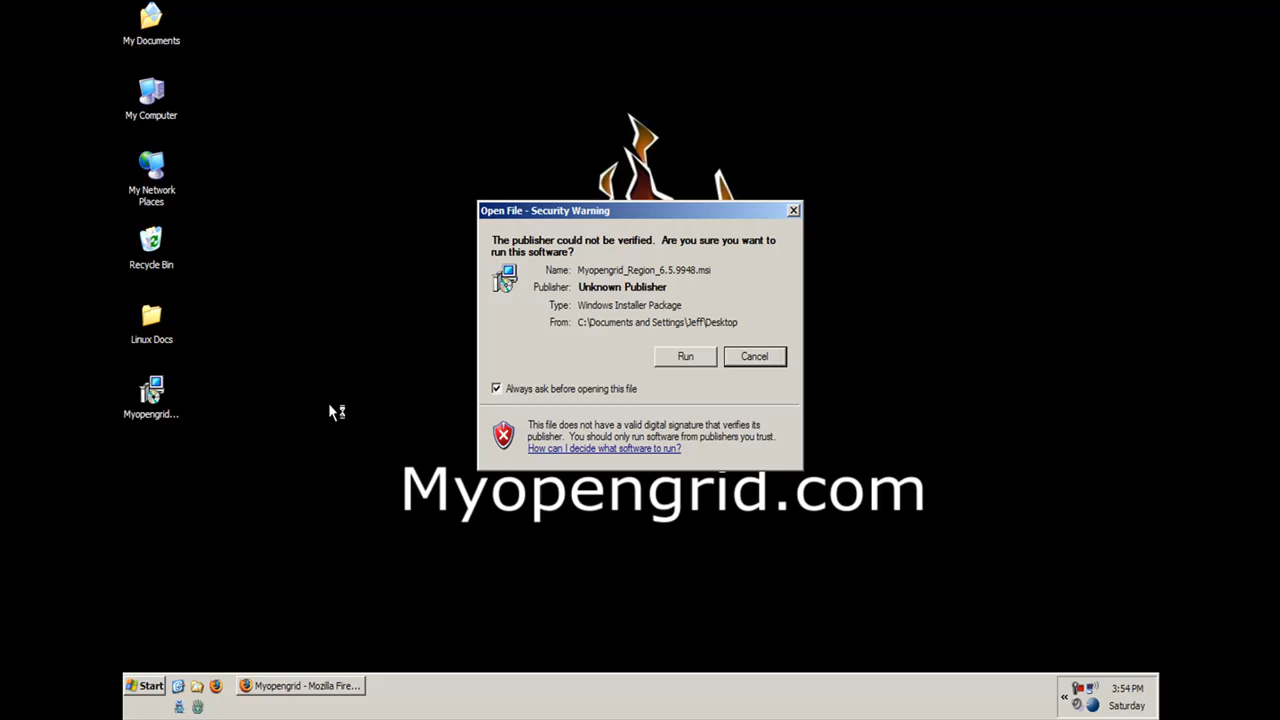 My Documents
My Computer
My Network
Places
Recycle Bin
Linux Docs
Myopengrid...
Open File - Security Warning
The publisher could not be verified. Are you sure you want to
run this software?
Name: Myopengrid_Region_6.5.9948.msi
Publisher: Unknown Publisher
Type: Windows Installer Package
From: C:\Documents and Settings\Jeff\Desktop
Run Cancel
Always ask before opening this file
This file does not have a valid digital signature that verifies its
publisher. You should only run software from publishers you trust.
How can I decide what software to run?
Myopengrid.com
Start Myopengrid - Mozilla Fire... « 3:54 PM
Saturday